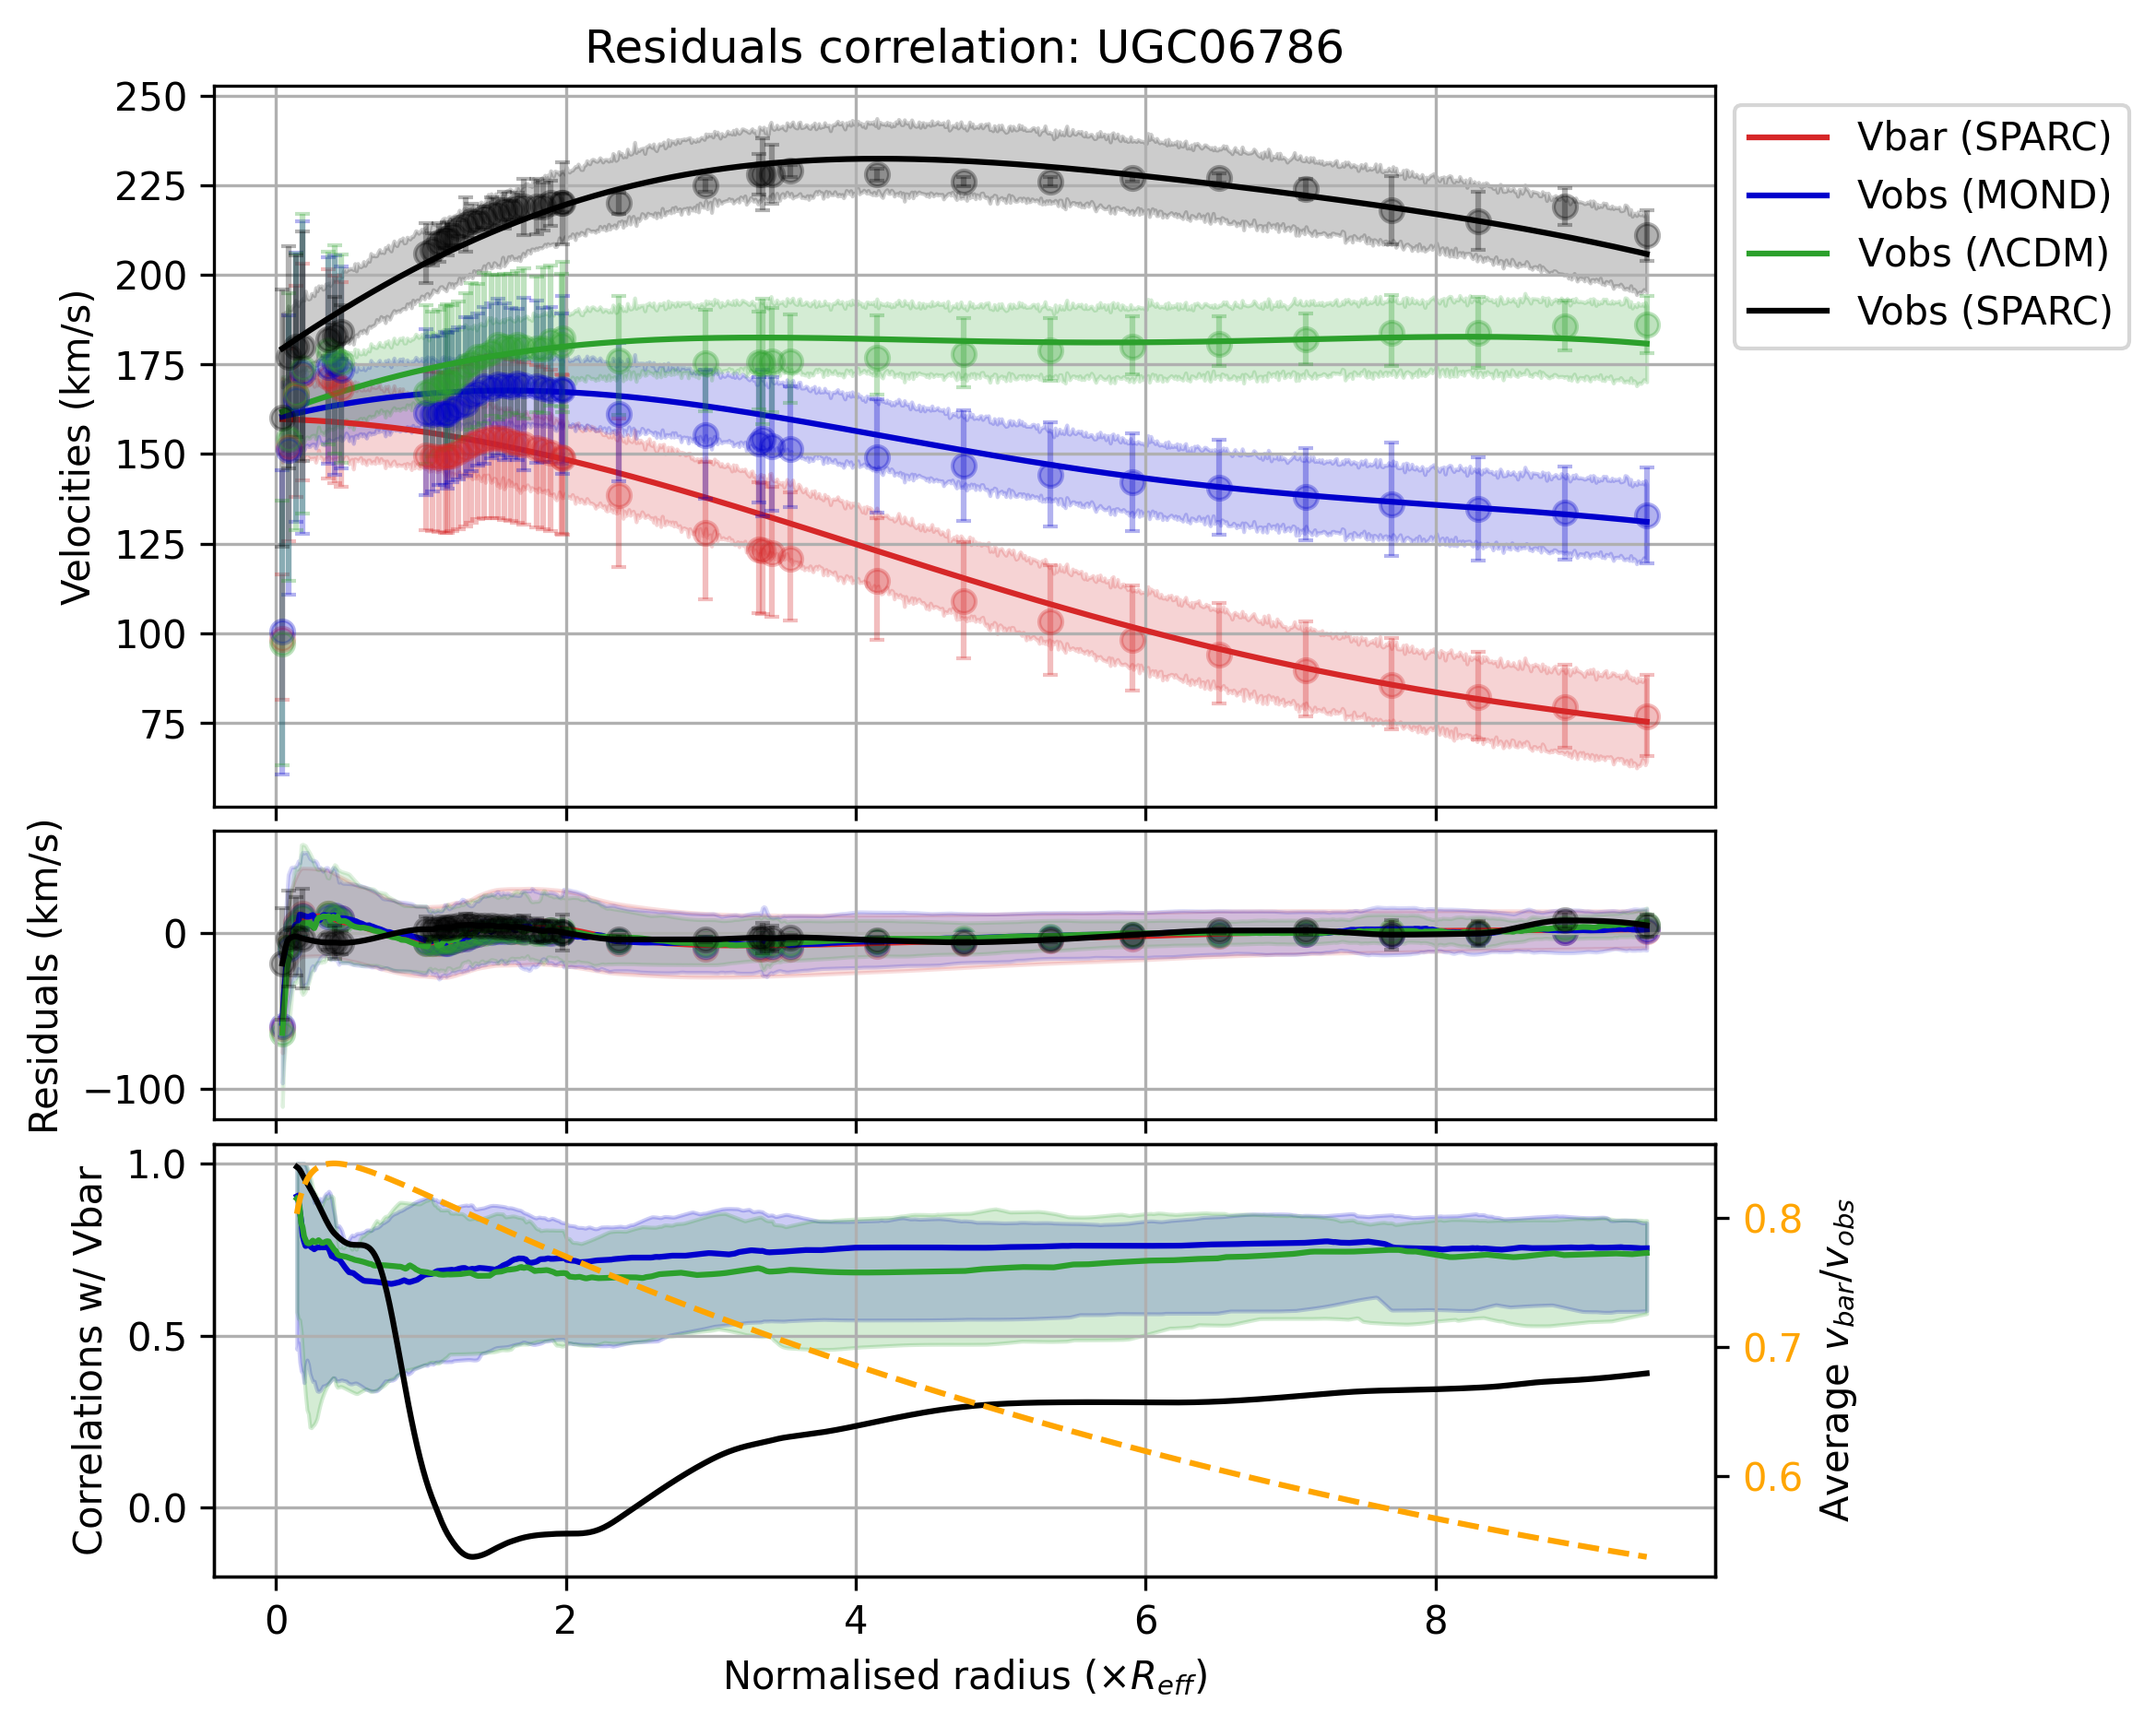 Residuals correlation: UGC06786
250
225
200
175
150
125
100
75
Velocities (km/s)
Vbar (SPARC)
Vobs (MOND)
Vobs (ΛCDM)
Vobs (SPARC)
0
−100
Residuals (km/s)
1.0
0.5
0.0
Correlations w/ Vbar
0.8
0.7
0.6
Average v_bar/v_obs
0 2 4 6 8
Normalised radius (×R_eff)